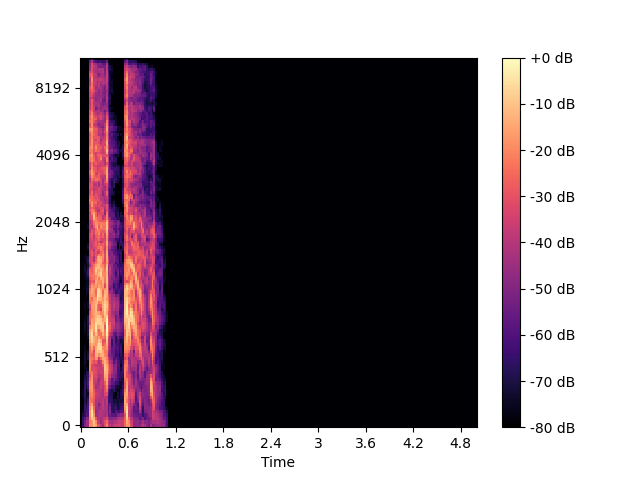 +0 dB
8192
-10 dB
4096
-20 dB
-30 dB
2048
Hz
-40 dB
1024
-50 dB
-60 dB
512
-70 dB
0
-80 dB
0 0.6 1.2 1.8 2.4 3 3.6 4.2 4.8
Time